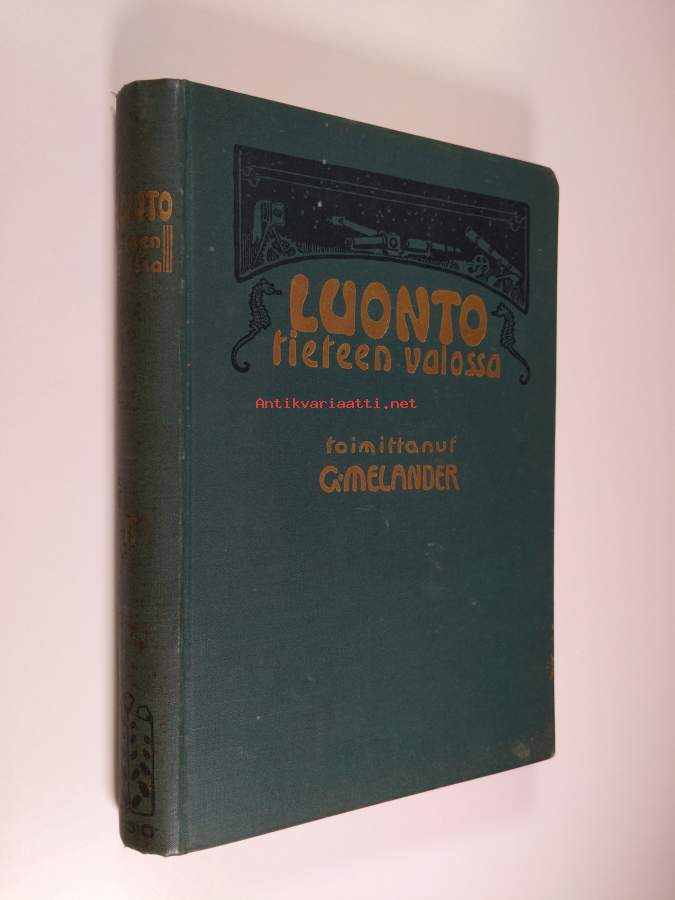 LUONTO
tieteen valossa
Antikvariaatti.net
toimittanut
G. MELANDER